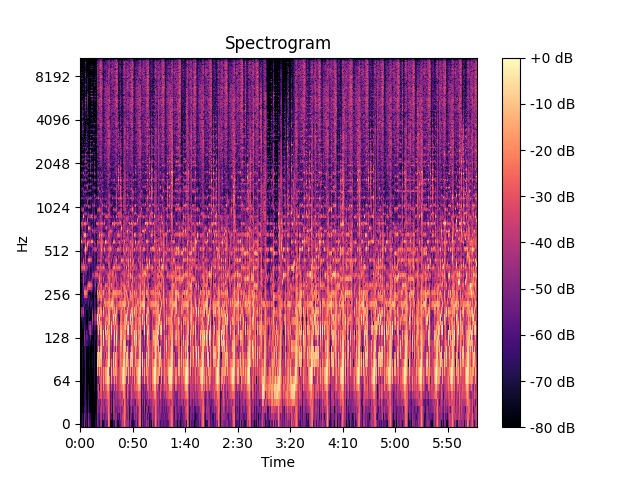 Spectrogram
Hz
8192
4096
2048
1024
512
256
128
64
0
0:00 0:50 1:40 2:30 3:20 4:10 5:00 5:50
Time
+0 dB
-10 dB
-20 dB
-30 dB
-40 dB
-50 dB
-60 dB
-70 dB
-80 dB